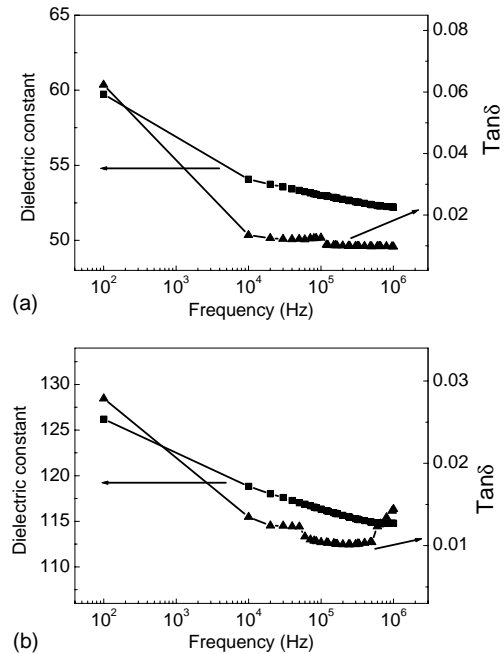 65
60
55
50
Dielectric constant
0.08
0.06
0.04
0.02
Tanδ
10² 10³ 10⁴ 10⁵ 10⁶
Frequency (Hz)
(a)
130
125
120
115
110
Dielectric constant
0.03
0.02
0.01
Tanδ
10² 10³ 10⁴ 10⁵ 10⁶
Frequency (Hz)
(b)